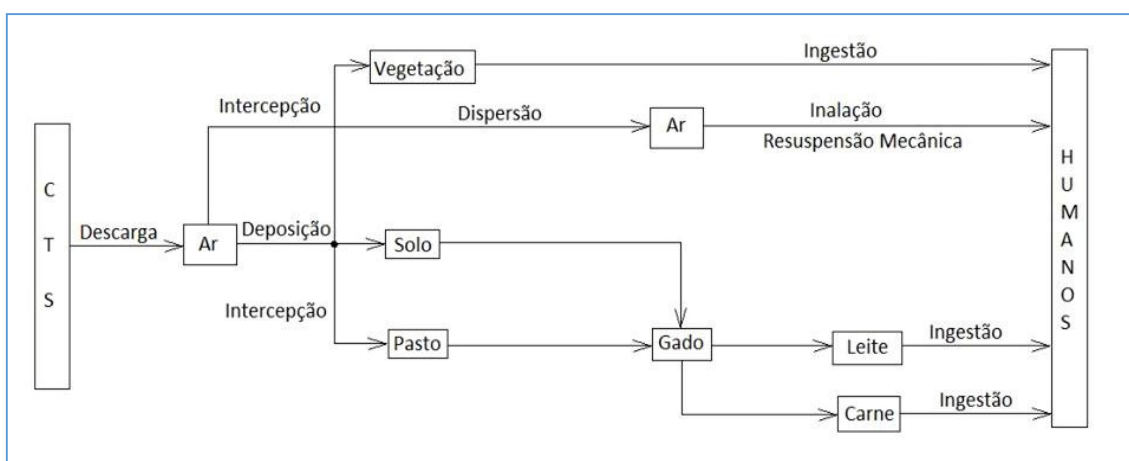 Ingestão
Vegetação
Intercepção
Dispersão
Inalação
Ar
Resuspensão Mecânica
C
T
S
Descarga
Ar
Deposição
Solo
Intercepção
Pasto
Gado
Leite
Ingestão
Carne
Ingestão
H
U
M
A
N
O
S